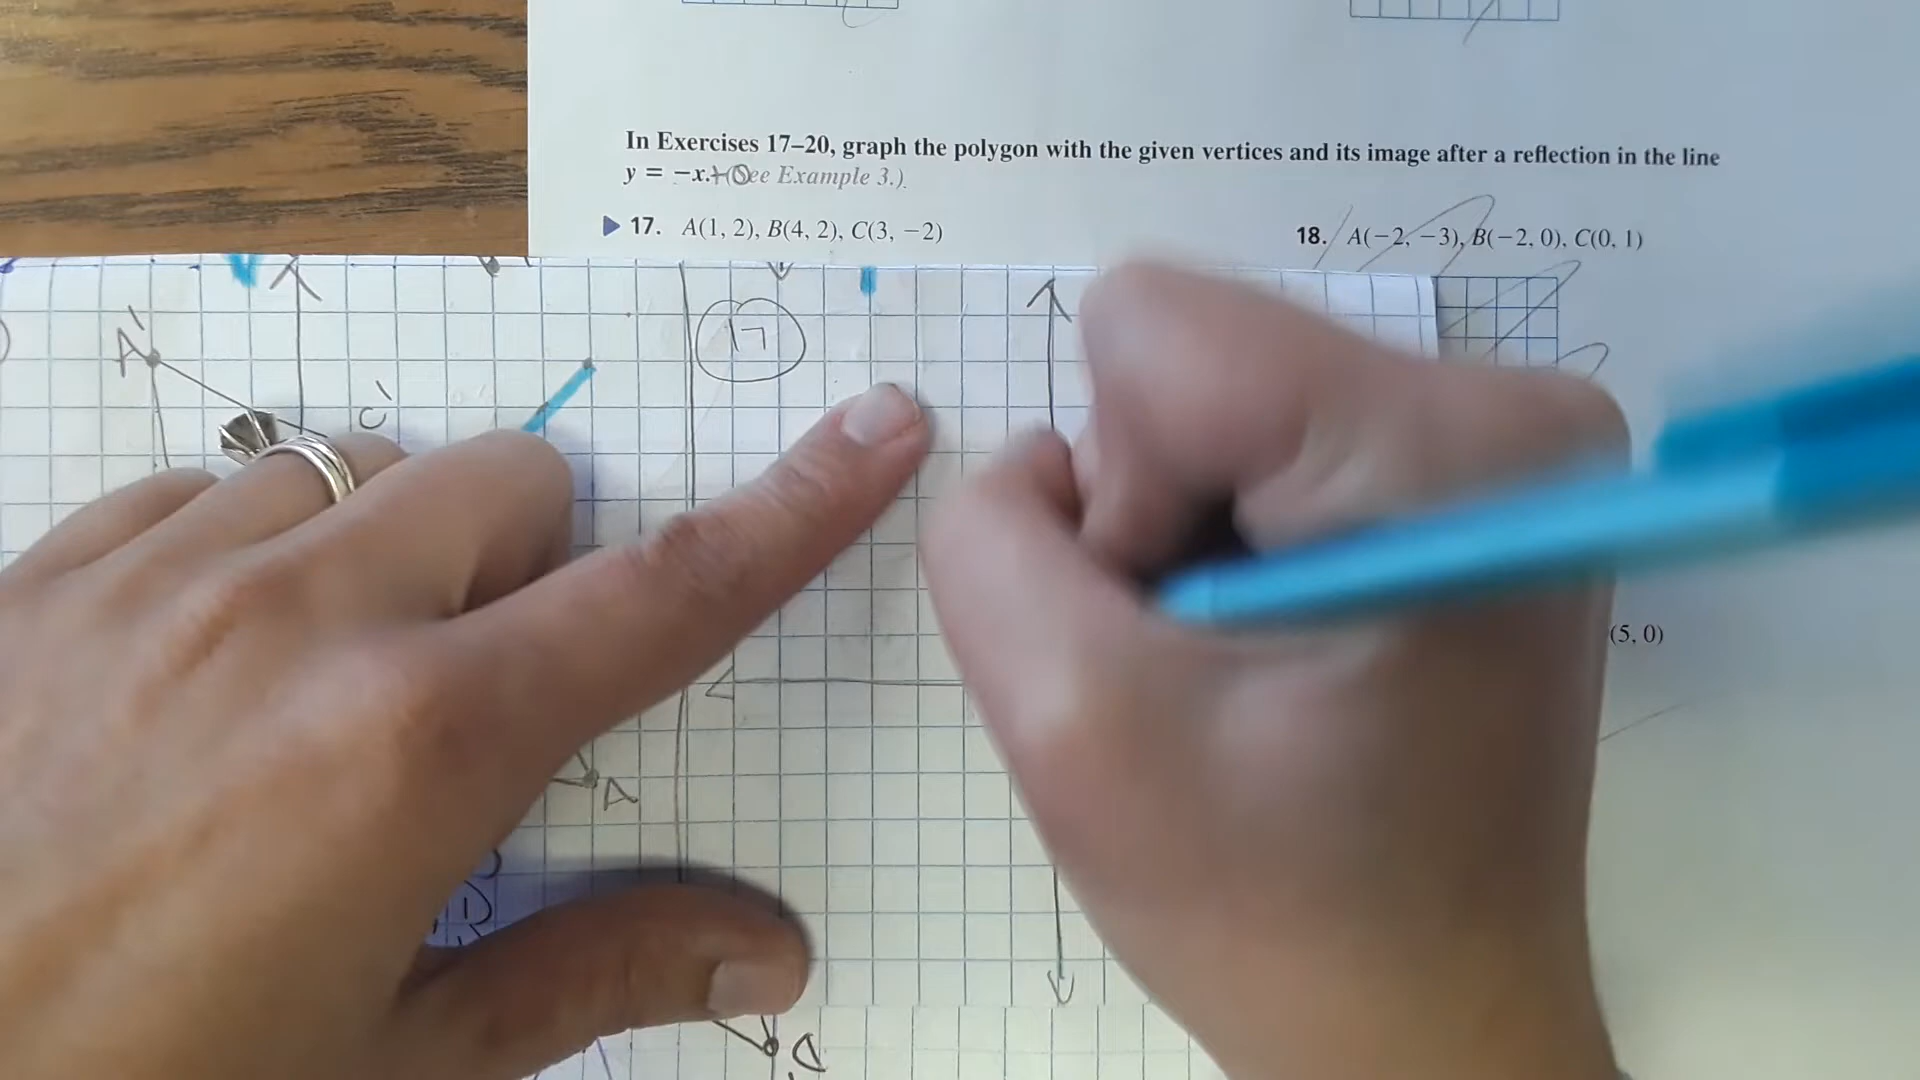 In Exercises 17–20, graph the polygon with the given vertices and its image after a reflection in the line
y = −x. (See Example 3.)
17. A(1, 2), B(4, 2), C(3, −2)
18. A(−2, −3), B(−2, 0), C(0, 1)
17
A'
C'
(5, 0)
A
D